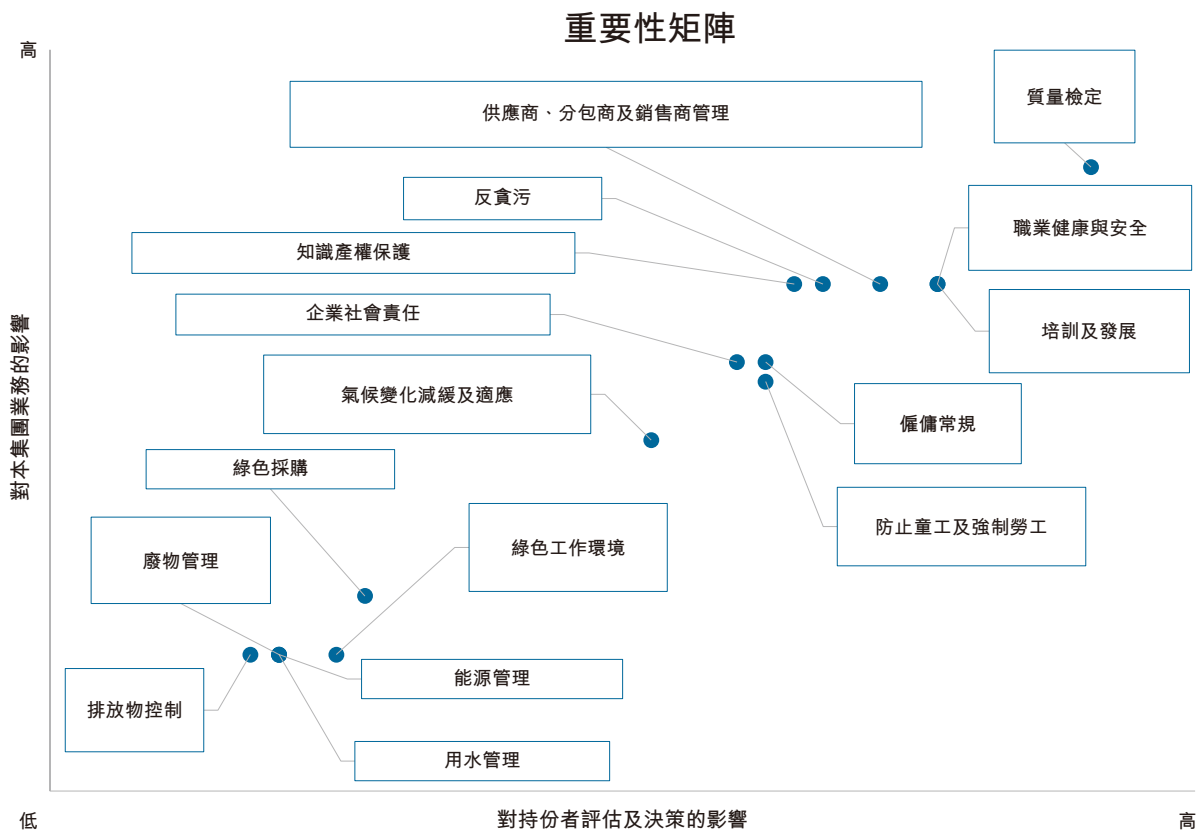 重要性矩陣
高
質量檢定
供應商、分包商及銷售商管理
反貪污
職業健康與安全
知識產權保護
企業社會責任
培訓及發展
氣候變化減緩及適應
僱傭常規
對本集團業務的影響
綠色採購
防止童工及強制勞工
綠色工作環境
廢物管理
能源管理
排放物控制
用水管理
低
對持份者評估及決策的影響
高